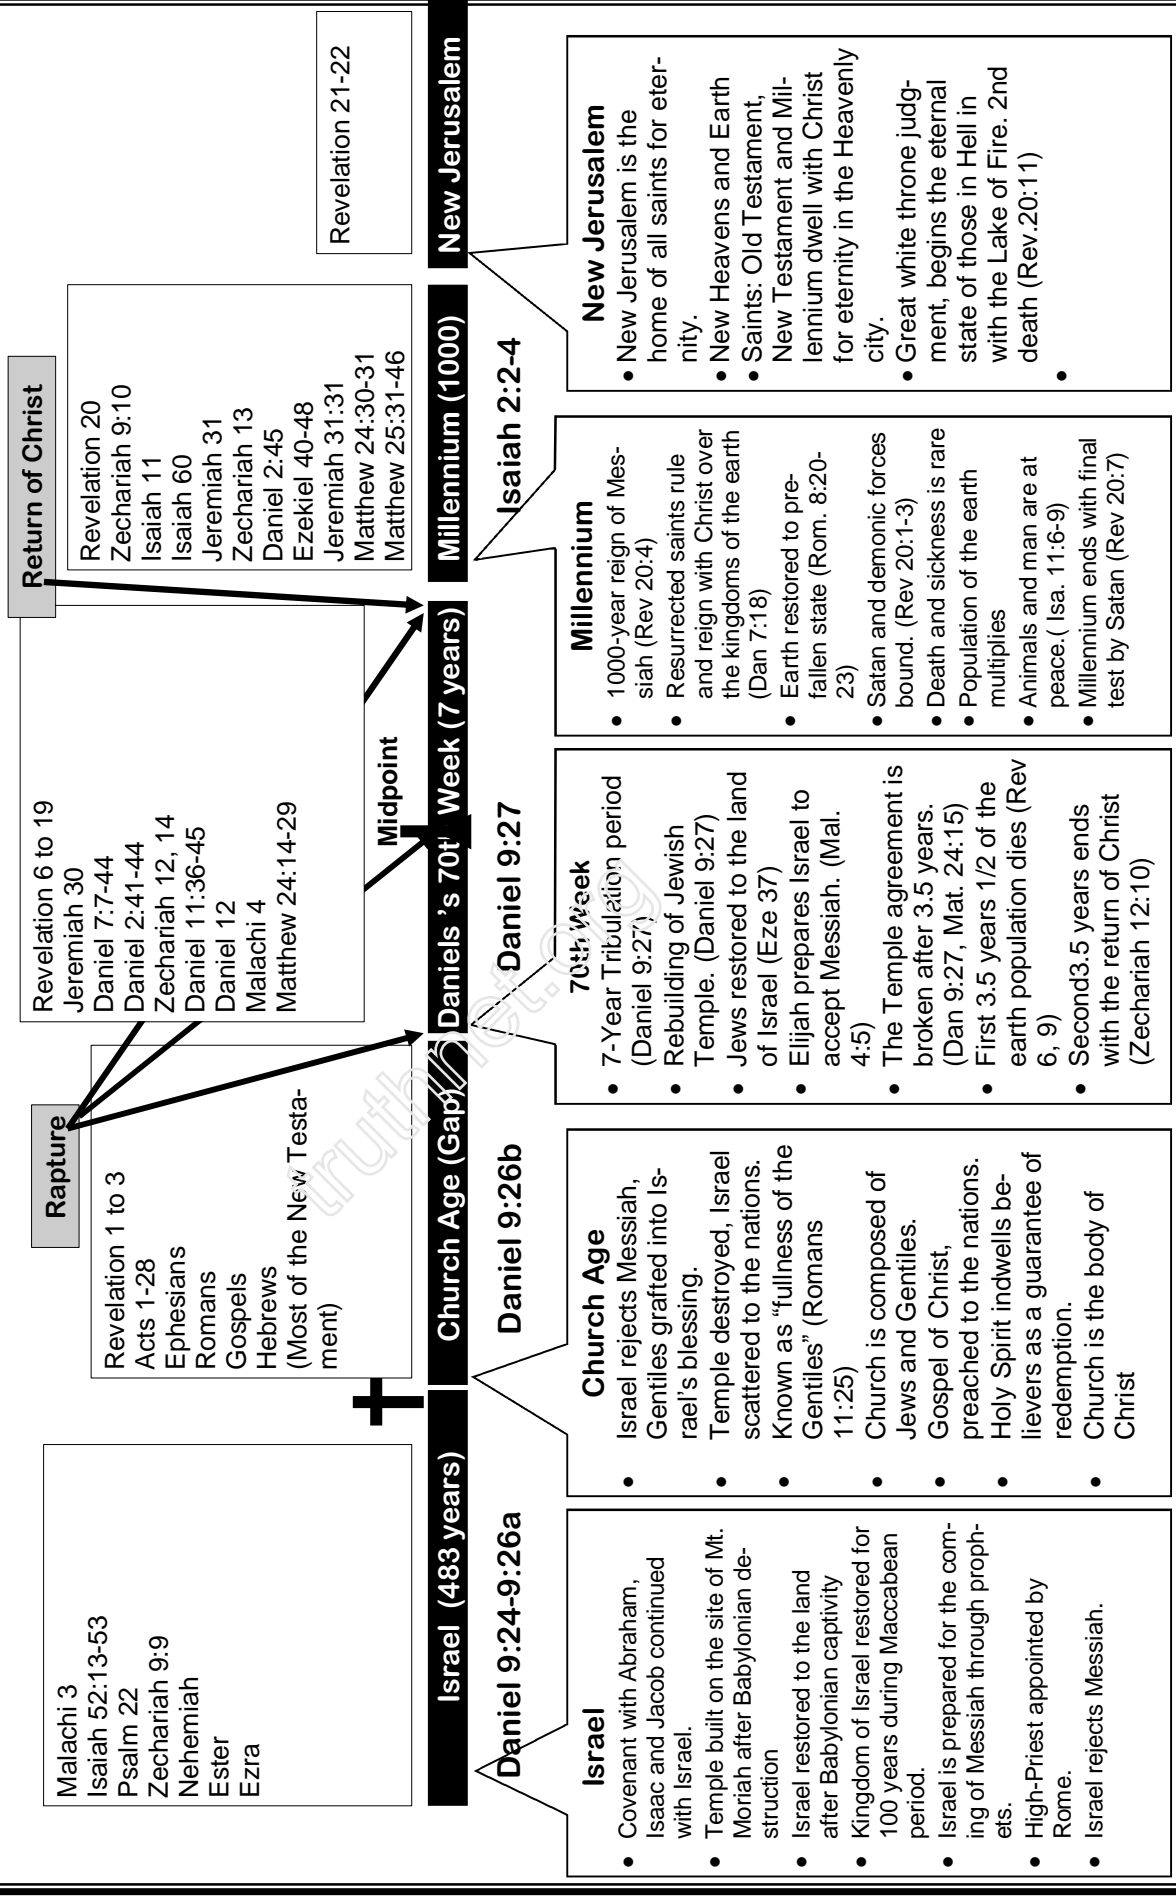 Malachi 3
Isaiah 52:13-53
Psalm 22
Zechariah 9:9
Nehemiah
Ester
Ezra
Rapture
Revelation 1 to 3
Acts 1-28
Ephesians
Romans
Gospels
Hebrews
(Most of the New Testa-
ment)
Revelation 6 to 19
Jeremiah 30
Daniel 7:7-44
Daniel 2:41-44
Zechariah 12, 14
Daniel 11:36-45
Daniel 12
Malachi 4
Matthew 24:14-29
Midpoint
Return of Christ
Revelation 20
Zechariah 9:10
Isaiah 11
Isaiah 60
Jeremiah 31
Zechariah 13
Daniel 2:45
Ezekiel 40-48
Jeremiah 31:31
Matthew 24:30-31
Matthew 25:31-46
Revelation 21-22
Israel (483 years)
Church Age (Gap)
Daniels 's 70th Week (7 years)
Millennium (1000)
New Jerusalem
Daniel 9:24-9:26a
Daniel 9:26b
Daniel 9:27
Isaiah 2:2-4
Israel
• Covenant with Abraham,
Isaac and Jacob continued
with Israel.
• Temple built on the site of Mt.
Moriah after Babylonian de-
struction
• Israel restored to the land
after Babylonian captivity
• Kingdom of Israel restored for
100 years during Maccabean
period.
• Israel is prepared for the com-
ing of Messiah through proph-
ets.
• High-Priest appointed by
Rome.
• Israel rejects Messiah.
Church Age
• Israel rejects Messiah,
Gentiles grafted into Is-
rael's blessing.
• Temple destroyed, Israel
scattered to the nations.
• Known as "fullness of the
Gentiles" (Romans
11:25)
• Church is composed of
Jews and Gentiles.
• Gospel of Christ,
preached to the nations.
• Holy Spirit indwells be-
lievers as a guarantee of
redemption.
• Church is the body of
Christ
70th Week
• 7-Year Tribulation period
(Daniel 9:27)
• Rebuilding of Jewish
Temple. (Daniel 9:27)
• Jews restored to the land
of Israel (Eze 37)
• Elijah prepares Israel to
accept Messiah. (Mal.
4:5)
• The Temple agreement is
broken after 3.5 years.
(Dan 9:27, Mat. 24:15)
• First 3.5 years 1/2 of the
earth population dies (Rev
6, 9)
• Second3.5 years ends
with the return of Christ
(Zechariah 12:10)
Millennium
• 1000-year reign of Mes-
siah (Rev 20:4)
• Resurrected saints rule
and reign with Christ over
the kingdoms of the earth
(Dan 7:18)
• Earth restored to pre-
fallen state (Rom. 8:20-
23)
• Satan and demonic forces
bound. (Rev 20:1-3)
• Death and sickness is rare
• Population of the earth
multiplies
• Animals and man are at
peace.( Isa. 11:6-9)
• Millennium ends with final
test by Satan (Rev 20:7)
New Jerusalem
• New Jerusalem is the
home of all saints for eter-
nity.
• New Heavens and Earth
• Saints: Old Testament,
New Testament and Mil-
lennium dwell with Christ
for eternity in the Heavenly
city.
• Great white throne judg-
ment, begins the eternal
state of those in Hell in
with the Lake of Fire. 2nd
death (Rev.20:11)
•
truthnet.org